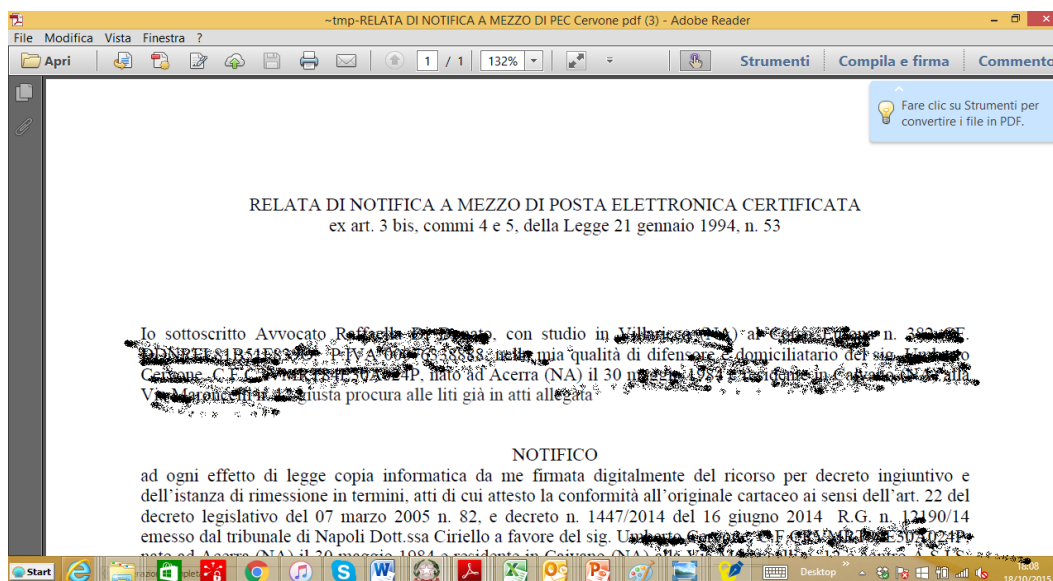 ~tmp-RELATA DI NOTIFICA A MEZZO DI PEC Cervone pdf (3) - Adobe Reader
File Modifica Vista Finestra ?
Apri 1 / 1 132% Strumenti Compila e firma Commento
Fare clic su Strumenti per
convertire i file in PDF.
RELATA DI NOTIFICA A MEZZO DI POSTA ELETTRONICA CERTIFICATA
ex art. 3 bis, commi 4 e 5, della Legge 21 gennaio 1994, n. 53
Io sottoscritto Avvocato con studio in n.
mia qualità di difensore e domiciliatario del sig.
nato ad Acerra (NA) il 30
giusta procura alle liti già in atti allegata
NOTIFICO
ad ogni effetto di legge copia informatica da me firmata digitalmente del ricorso per decreto ingiuntivo e
dell'istanza di rimessione in termini, atti di cui attesto la conformità all'originale cartaceo ai sensi dell'art. 22 del
decreto legislativo del 07 marzo 2005 n. 82, e decreto n. 1447/2014 del 16 giugno 2014 R.G. n.
emesso dal tribunale di Napoli Dott.ssa Ciriello a favore del sig.
Start Desktop 18:08
18/10/2015